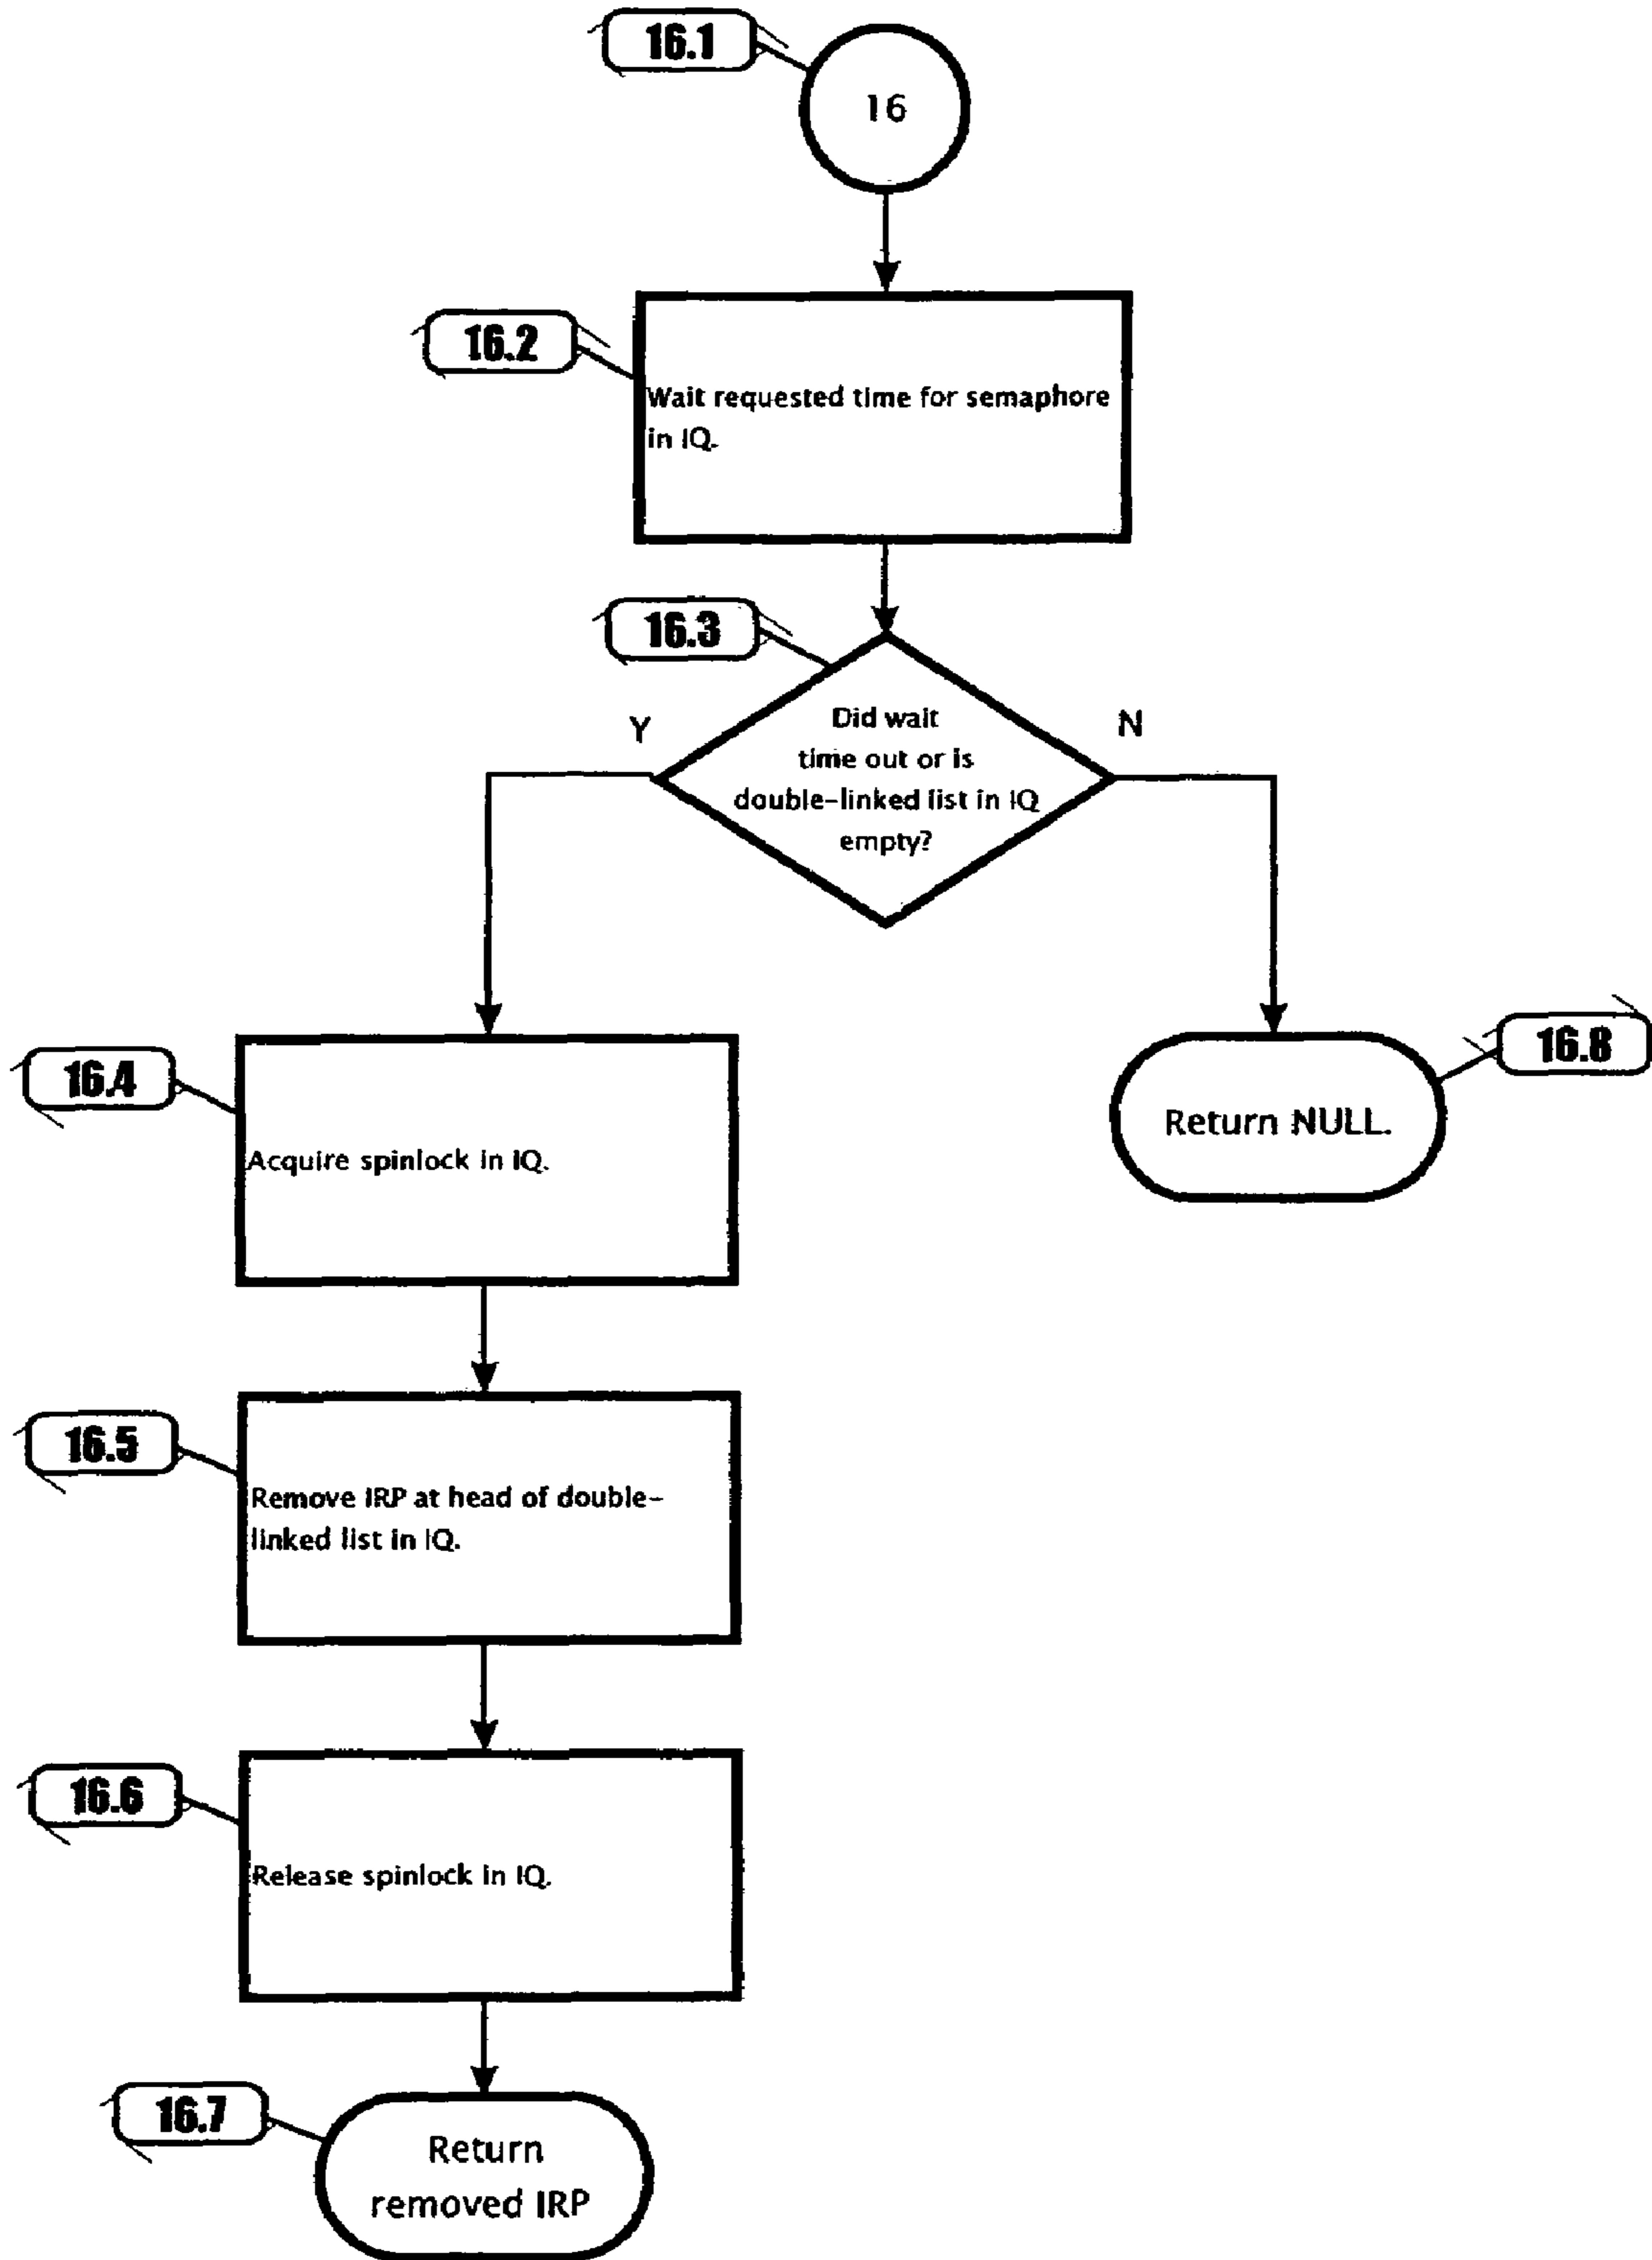 16.1
16
16.2
Wait requested time for semaphore
in IQ.
16.3
Y
N
Did wait
time out or is
double-linked list in IQ
empty?
16.4
Acquire spinlock in IQ.
16.8
Return NULL.
16.5
Remove IRP at head of double-
linked list in IQ.
16.6
Release spinlock in IQ.
16.7
Return
removed IRP